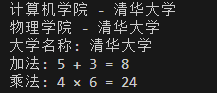 计算机学院 - 清华大学
物理学院 - 清华大学
大学名称: 清华大学
加法: 5 + 3 = 8
乘法: 4 × 6 = 24